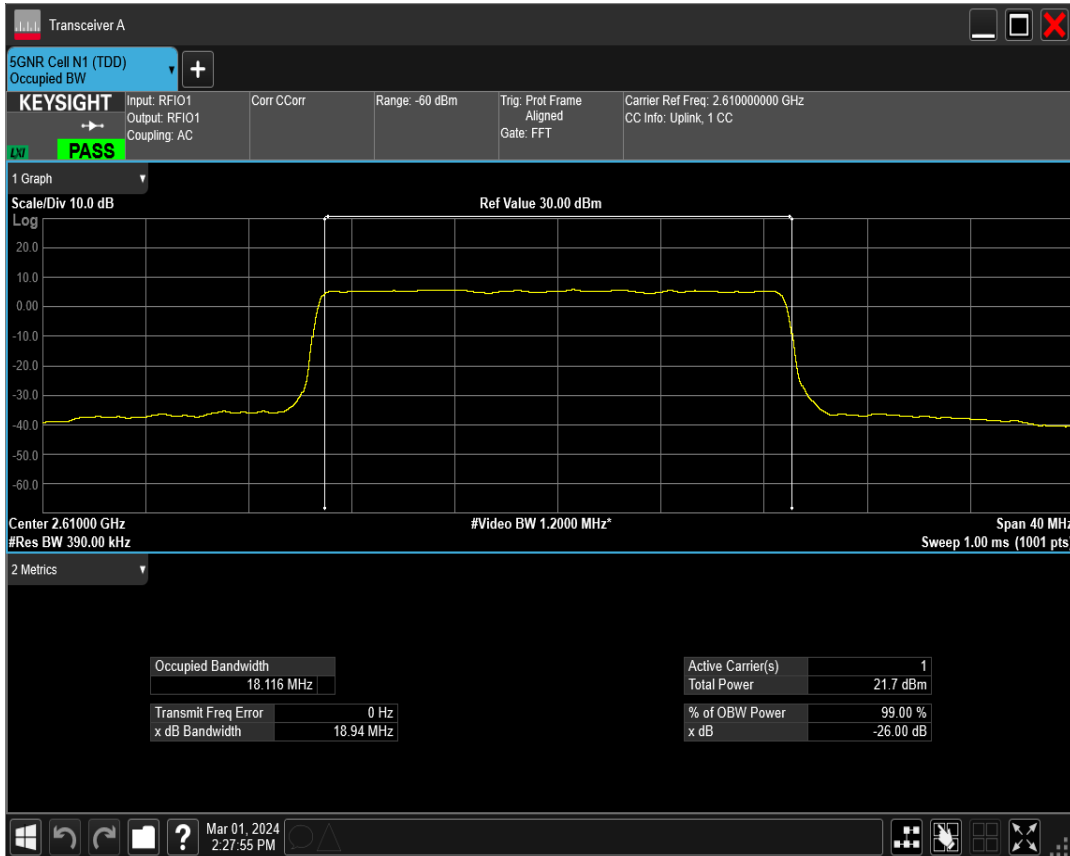 Transceiver A
5GNR Cell N1 (TDD)
Occupied BW
+
KEYSIGHT
LXI
PASS
Input: RFIO1
Output: RFIO1
Coupling: AC
Corr CCorr
Range: -60 dBm
Trig: Prot Frame
Aligned
Gate: FFT
Carrier Ref Freq: 2.610000000 GHz
CC Info: Uplink, 1 CC
1 Graph
Scale/Div 10.0 dB
Ref Value 30.00 dBm
Log
20.0
10.0
0.00
-10.0
-20.0
-30.0
-40.0
-50.0
-60.0
Center 2.61000 GHz
#Video BW 1.2000 MHz*
Span 40 MHz
#Res BW 390.00 kHz
Sweep 1.00 ms (1001 pts)
2 Metrics
Occupied Bandwidth
18.116 MHz
Transmit Freq Error 0 Hz
x dB Bandwidth 18.94 MHz
Active Carrier(s) 1
Total Power 21.7 dBm
% of OBW Power 99.00 %
x dB -26.00 dB
?
Mar 01, 2024
2:27:55 PM